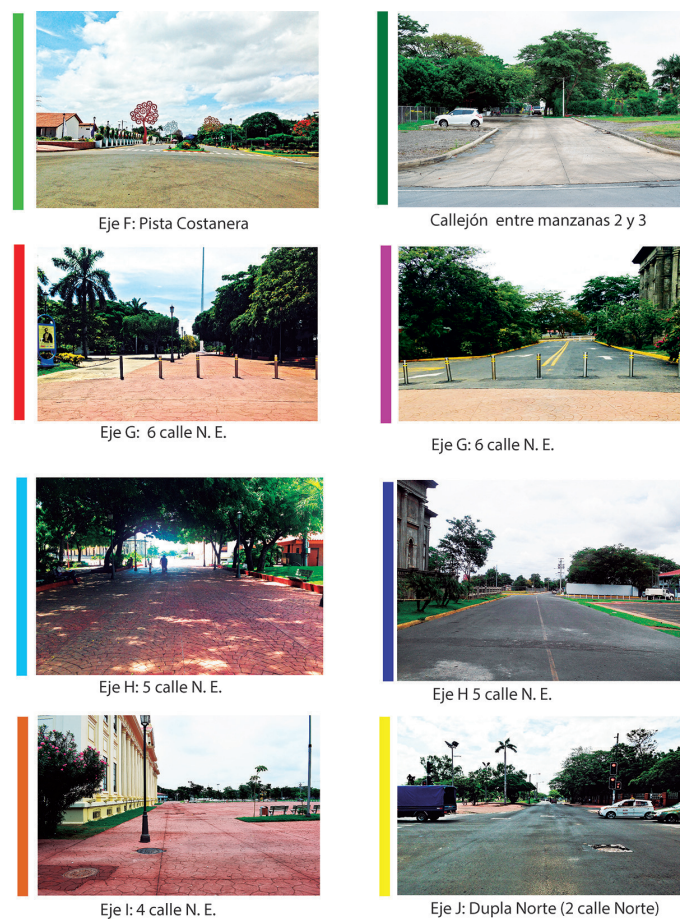 Eje F: Pista Costanera
Callejón entre manzanas 2 y 3
Eje G: 6 calle N. E.
Eje G: 6 calle N. E.
Eje H: 5 calle N. E.
Eje H 5 calle N. E.
Eje I: 4 calle N. E.
Eje J: Dupla Norte (2 calle Norte)